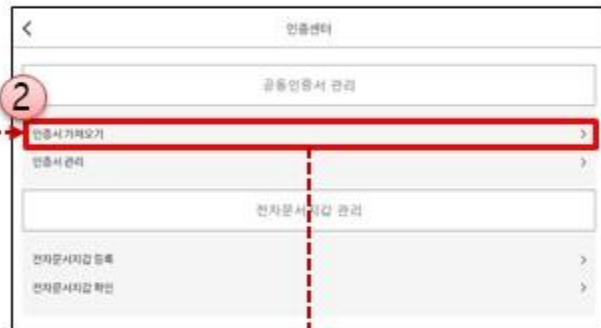 인증센터
공동인증서 관리
2
인증서 가져오기
인증서 관리
전자문서지갑 관리
전자문서지갑 등록
전자문서지갑 확인